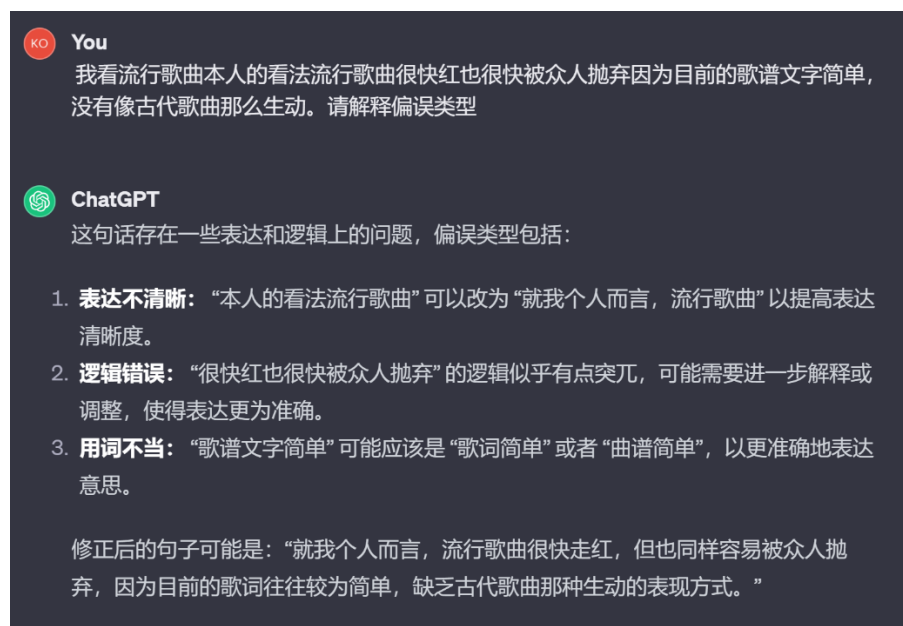 KO
You
我看流行歌曲本人的看法流行歌曲很快红也很快被众人抛弃因为目前的歌谱文字简单，
没有像古代歌曲那么生动。请解释偏误类型
ChatGPT
这句话存在一些表达和逻辑上的问题，偏误类型包括：
1. 表达不清晰：“本人的看法流行歌曲” 可以改为 “就我个人而言，流行歌曲” 以提高表达
清晰度。
2. 逻辑错误：“很快红也很快被众人抛弃” 的逻辑似乎有点突兀，可能需要进一步解释或
调整，使得表达更为准确。
3. 用词不当：“歌谱文字简单” 可能应该是 “歌词简单” 或者 “曲谱简单”，以更准确地表达
意思。
修正后的句子可能是：“就我个人而言，流行歌曲很快走红，但也同样容易被众人抛
弃，因为目前的歌词往往较为简单，缺乏古代歌曲那种生动的表现方式。”